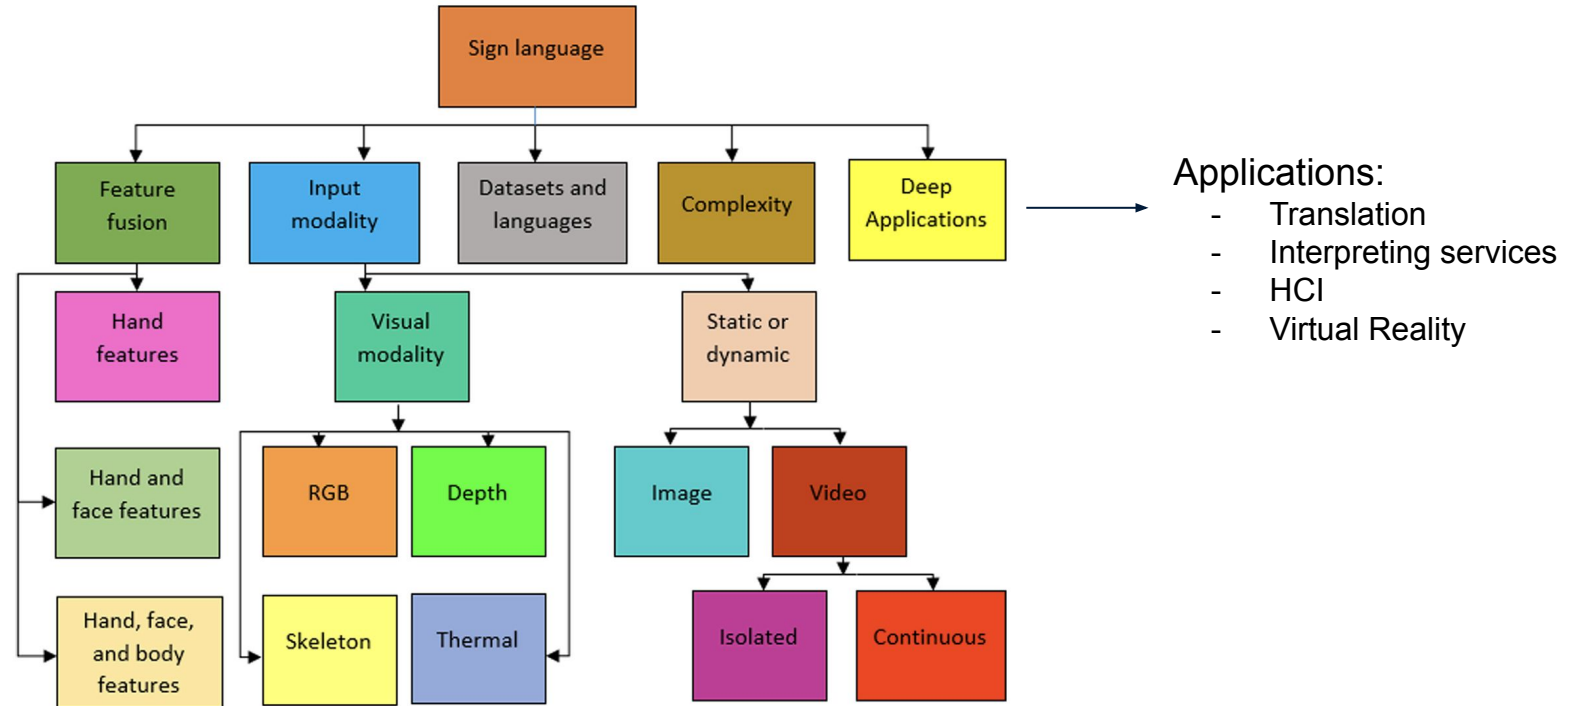 Sign language
Feature
fusion
Input
modality
Datasets and
languages
Complexity
Deep
Applications
Applications:
- Translation
- Interpreting services
- HCI
- Virtual Reality
Hand
features
Visual
modality
Static or
dynamic
Hand and
face features
RGB
Depth
Image
Video
Hand, face,
and body
features
Skeleton
Thermal
Isolated
Continuous